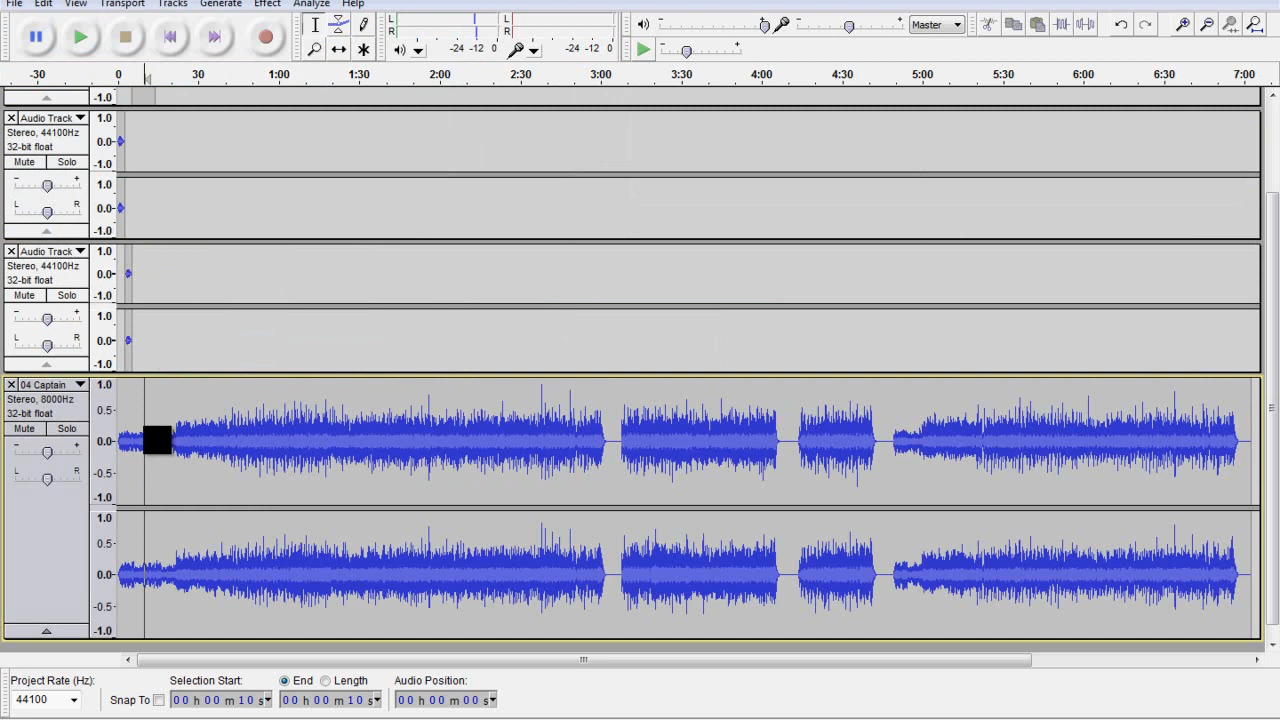 File Edit View Transport Tracks Generate Effect Analyze Help
L
R
-24 -12 0
L
R
-24 -12 0
Master
-30 0 30 1:00 1:30 2:00 2:30 3:00 3:30 4:00 4:30 5:00 5:30 6:00 6:30 7:00
-1.0
Audio Track
Stereo, 44100Hz
32-bit float
Mute Solo
- +
L R
1.0
0.0
-1.0
1.0
0.0
-1.0
Audio Track
Stereo, 44100Hz
32-bit float
Mute Solo
- +
L R
1.0
0.0
-1.0
1.0
0.0
-1.0
04 Captain
Stereo, 8000Hz
32-bit float
Mute Solo
- +
L R
1.0
0.5
0.0
-0.5
-1.0
1.0
0.5
0.0
-0.5
-1.0
Project Rate (Hz):
44100
Snap To
Selection Start:
00 h 00 m 10 s
End Length
00 h 00 m 10 s
Audio Position:
00 h 00 m 00 s